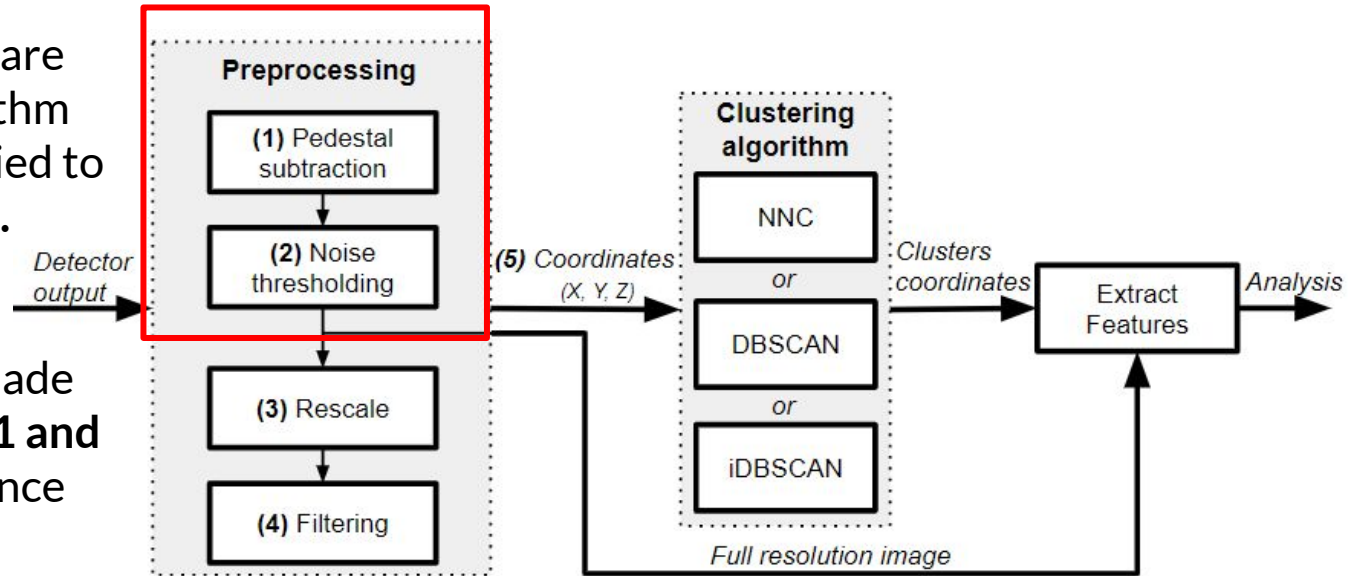 are
thm
ied to
.
ade
1 and
nce
Detector
output
Preprocessing
(1) Pedestal
subtraction
(2) Noise
thresholding
(3) Rescale
(4) Filtering
(5) Coordinates
(X, Y, Z)
Clustering
algorithm
NNC
or
DBSCAN
or
iDBSCAN
Clusters
coordinates
Extract
Features
Analysis
Full resolution image